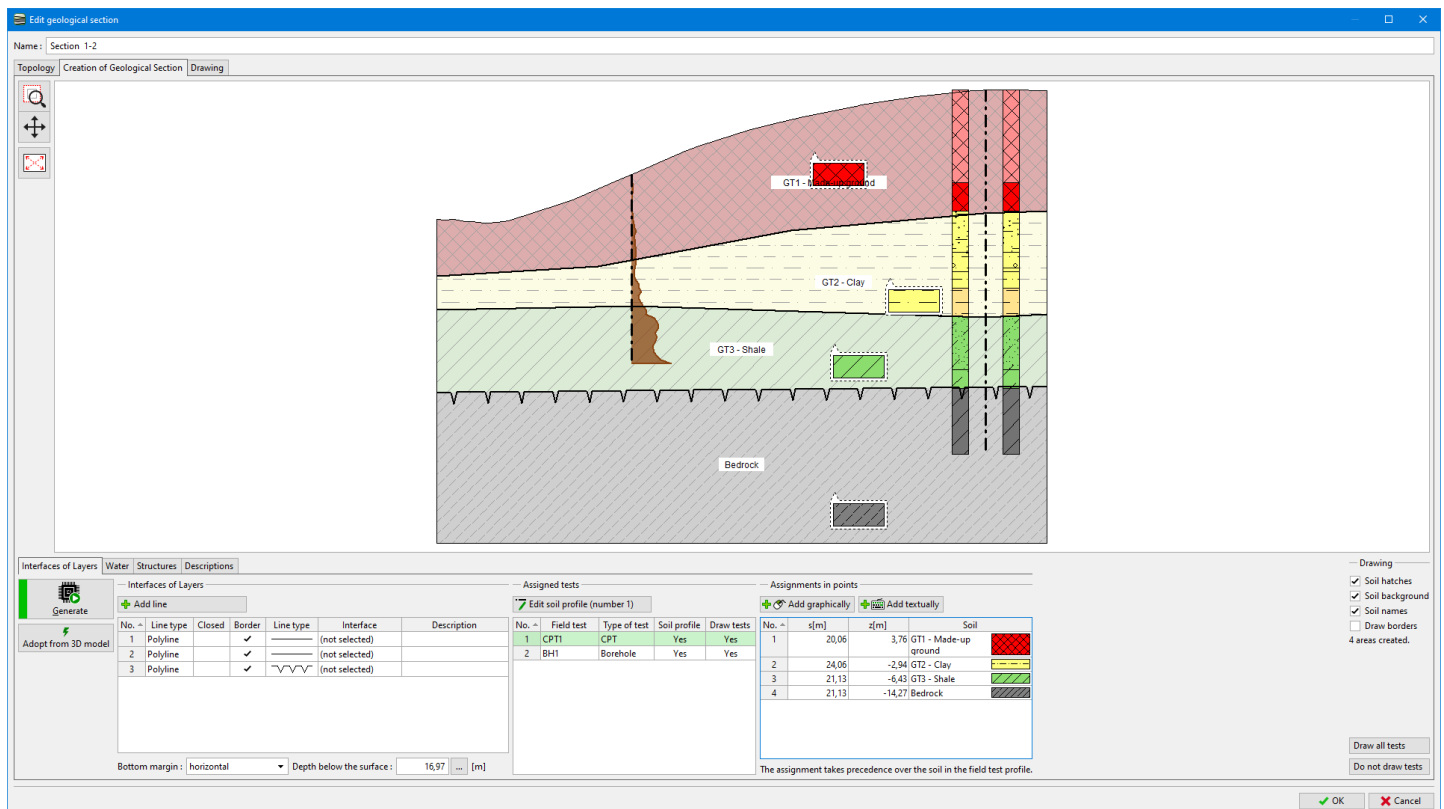 Edit geological section
Name : Section 1-2
Topology Creation of Geological Section Drawing
GT1 - Made-up ground
GT2 - Clay
GT3 - Shale
Bedrock
Interfaces of Layers Water Structures Descriptions
Generate
Adopt from 3D model
Interfaces of Layers
Add line
No. Line type Closed Border Line type Interface Description
1 Polyline (not selected)
2 Polyline (not selected)
3 Polyline (not selected)
Bottom margin : horizontal Depth below the surface : 16,97 ... [m]
Assigned tests
Edit soil profile (number 1)
No. Field test Type of test Soil profile Draw tests
1 CPT1 CPT Yes Yes
2 BH1 Borehole Yes Yes
Assignments in points
Add graphically Add textually
No. s[m] z[m] Soil
1 20,06 3,76 GT1 - Made-up
ground
2 24,06 -2,94 GT2 - Clay
3 21,13 -6,43 GT3 - Shale
4 21,13 -14,27 Bedrock
The assignment takes precedence over the soil in the field test profile.
Drawing
Soil hatches
Soil background
Soil names
Draw borders
4 areas created.
Draw all tests
Do not draw tests
OK Cancel